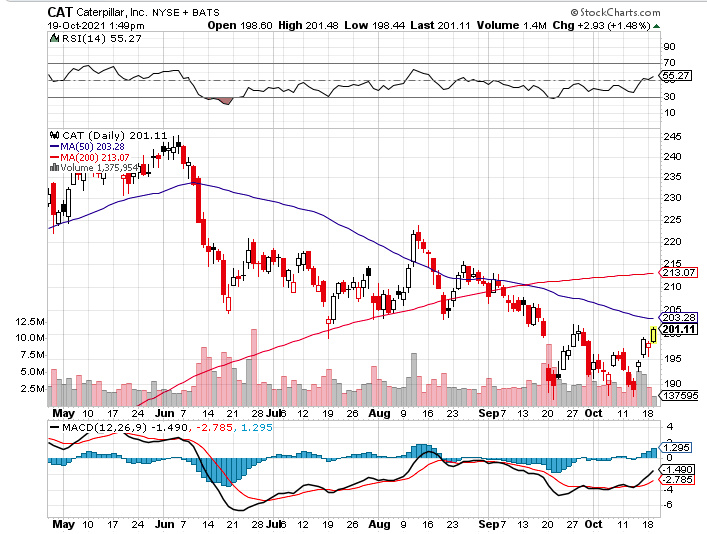 CAT Caterpillar, Inc. NYSE + BATS © StockCharts.com
19-Oct-2021 1:49pm Open 198.60 High 201.48 Low 198.44 Last 201.11 Volume 1.4M Chg +2.93 (+1.48%)
RSI(14) 55.27
90
70
55.27
30
10
CAT (Daily) 201.11
MA(50) 203.28
MA(200) 213.07
Volume 1,375,954
245
240
235
230
225
220
215
213.07
210
205
203.28
201.11
200
195
190
137595
12.5M
10.0M
7.5M
5.0M
2.5M
May 10 17 24 Jun 7 14 21 28 Jul 6 12 19 26 Aug 9 16 23 Sep 7 13 20 27 Oct 11 18
MACD(12,26,9) -1.490, -2.785, 1.295
4
2
1.295
-1.490
-2.785
-4
-6
May 10 17 24 Jun 7 14 21 28 Jul 6 12 19 26 Aug 9 16 23 Sep 7 13 20 27 Oct 11 18